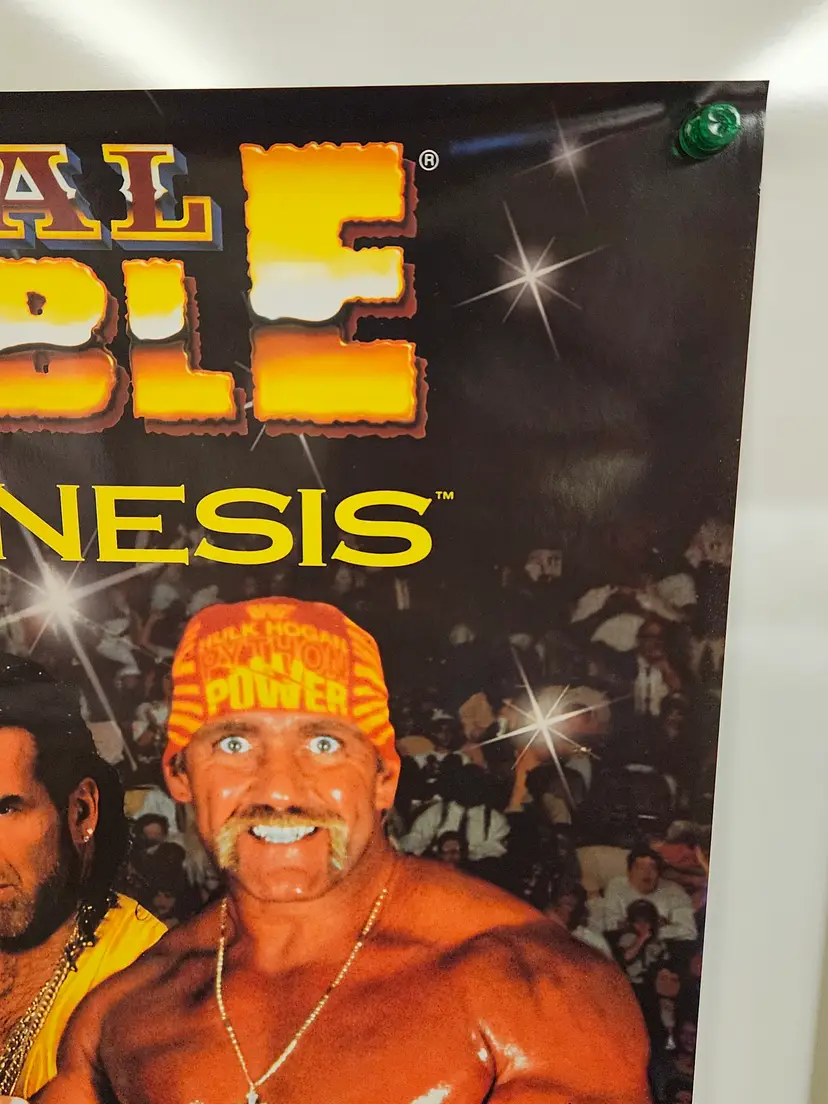 AL
BLE®
NESIS™
HULK HOGAN
PYTHON
POWER